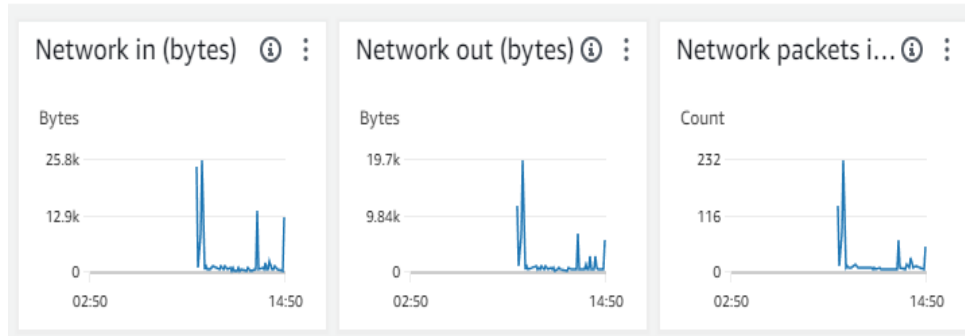 Network in (bytes)
Bytes
25.8k
12.9k
0
02:50
14:50
Network out (bytes)
Bytes
19.7k
9.84k
0
02:50
14:50
Network packets i...
Count
232
116
0
02:50
14:50